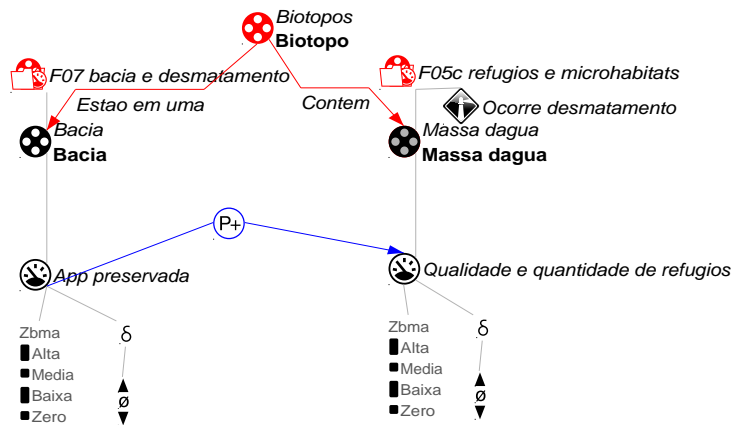 Biotopos
Biotopo
F07 bacia e desmatamento
F05c refugios e microhabitats
Estao em uma
Contem
Ocorre desmatamento
Bacia
Bacia
Massa dagua
Massa dagua
P+
App preservada
Qualidade e quantidade de refugios
Zbma
δ
Alta
Media
Baixa
ø
Zero
Zbma
δ
Alta
Media
Baixa
ø
Zero